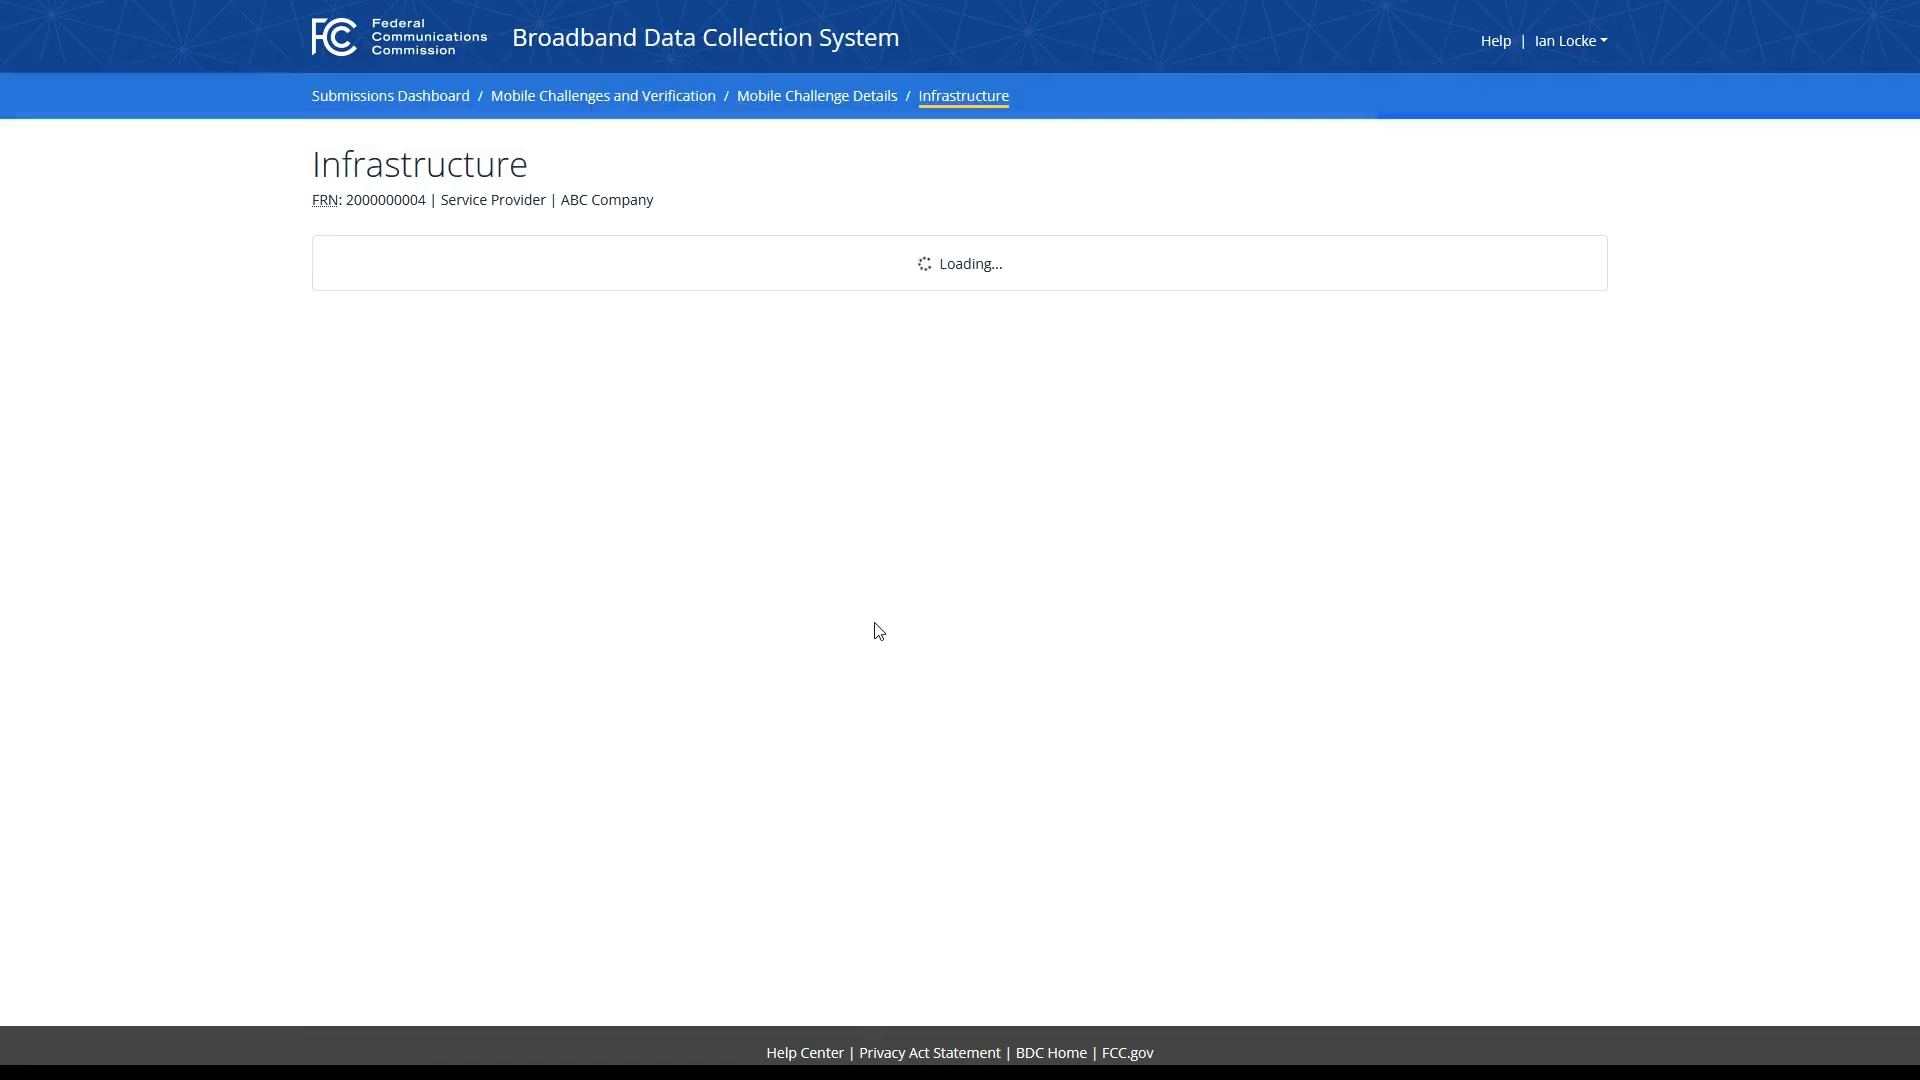 Federal
Communications
Commission
Broadband Data Collection System
Help | Ian Locke
Submissions Dashboard / Mobile Challenges and Verification / Mobile Challenge Details / Infrastructure
Infrastructure
FRN: 2000000004 | Service Provider | ABC Company
Loading...
Help Center | Privacy Act Statement | BDC Home | FCC.gov